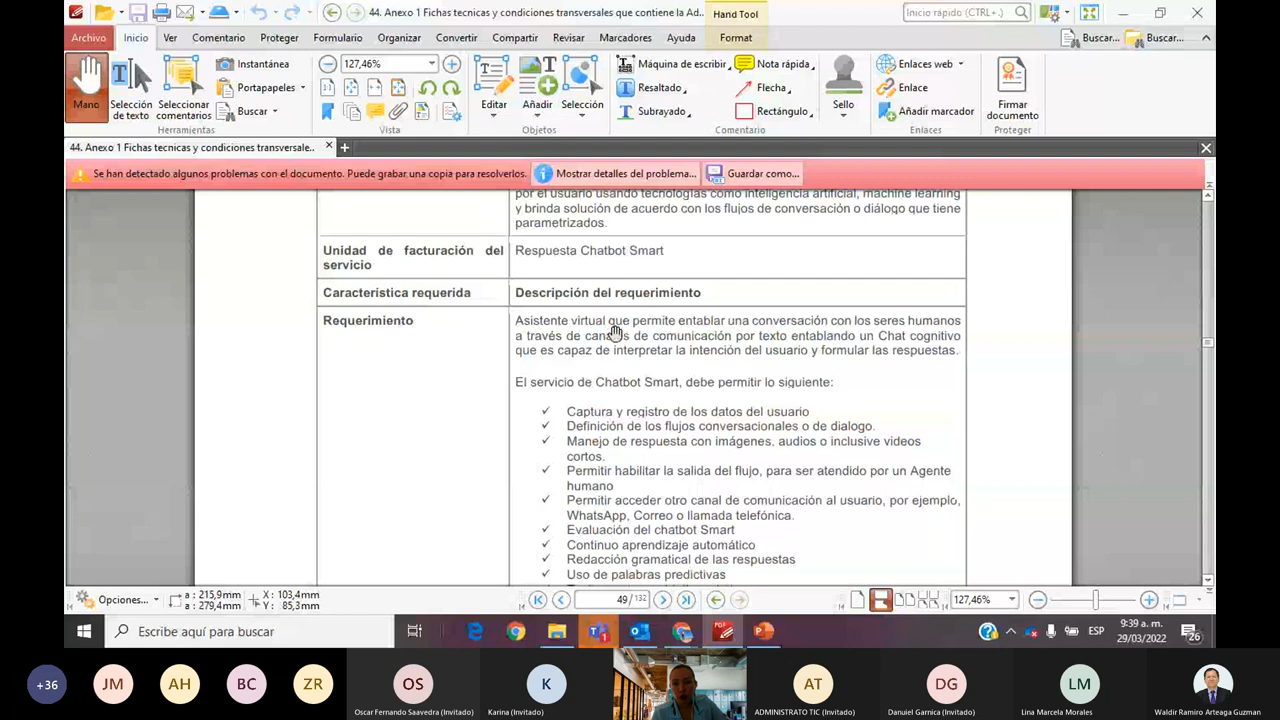 44. Anexo 1 Fichas tecnicas y condiciones transversales que contiene la Ad..
Hand Tool
Inicio rápido (CTRL+.)
Archivo
Inicio
Ver
Comentario
Proteger
Formulario
Organizar
Convertir
Compartir
Revisar
Marcadores
Ayuda
Format
Buscar...
Buscar...
Mano
Selección de texto
Seleccionar comentarios
Instantánea
Portapapeles
Buscar
127,46%
Editar
Añadir
Selección
Máquina de escribir
Resaltado
Subrayado
Nota rápida
Flecha
Rectángulo
Sello
Enlaces web
Enlace
Añadir marcador
Firmar documento
Herramientas
Vista
Objetos
Comentario
Enlaces
Proteger
44. Anexo 1 Fichas tecnicas y condiciones transversale..
Se han detectado algunos problemas con el documento. Puede grabar una copia para resolverlos.
Mostrar detalles del problema...
Guardar como...
por el usuario usando tecnologías como inteligencia artificial, machine learning
y brinda solución de acuerdo con los flujos de conversación o diálogo que tiene
parametrizados.
Unidad de facturación del servicio
Respuesta Chatbot Smart
Característica requerida
Descripción del requerimiento
Requerimiento
Asistente virtual que permite entablar una conversación con los seres humanos
a través de canales de comunicación por texto entablando un Chat cognitivo
que es capaz de interpretar la intención del usuario y formular las respuestas.
El servicio de Chatbot Smart, debe permitir lo siguiente:
✓ Captura y registro de los datos del usuario
✓ Definición de los flujos conversacionales o de dialogo.
✓ Manejo de respuesta con imágenes, audios o inclusive videos
cortos.
✓ Permitir habilitar la salida del flujo, para ser atendido por un Agente
humano
✓ Permitir acceder otro canal de comunicación al usuario, por ejemplo,
WhatsApp, Correo o llamada telefónica.
✓ Evaluación del chatbot Smart
✓ Continuo aprendizaje automático
✓ Redacción gramatical de las respuestas
✓ Uso de palabras predictivas
Opciones...
a : 215,9mm
a : 279,4mm
X : 103,4mm
Y : 85,3mm
49 / 132
127,46%
Escribe aquí para buscar
ESP
9:39 a. m.
29/03/2022
26
+36
JM
AH
BC
ZR
OS
K
AT
DG
LM
Oscar Fernando Saavedra (Invitado)
Karina (Invitado)
ADMINISTRATO TIC (Invitado)
Danuiel Garnica (Invitado)
Lina Marcela Morales
Waldir Ramiro Arteaga Guzman